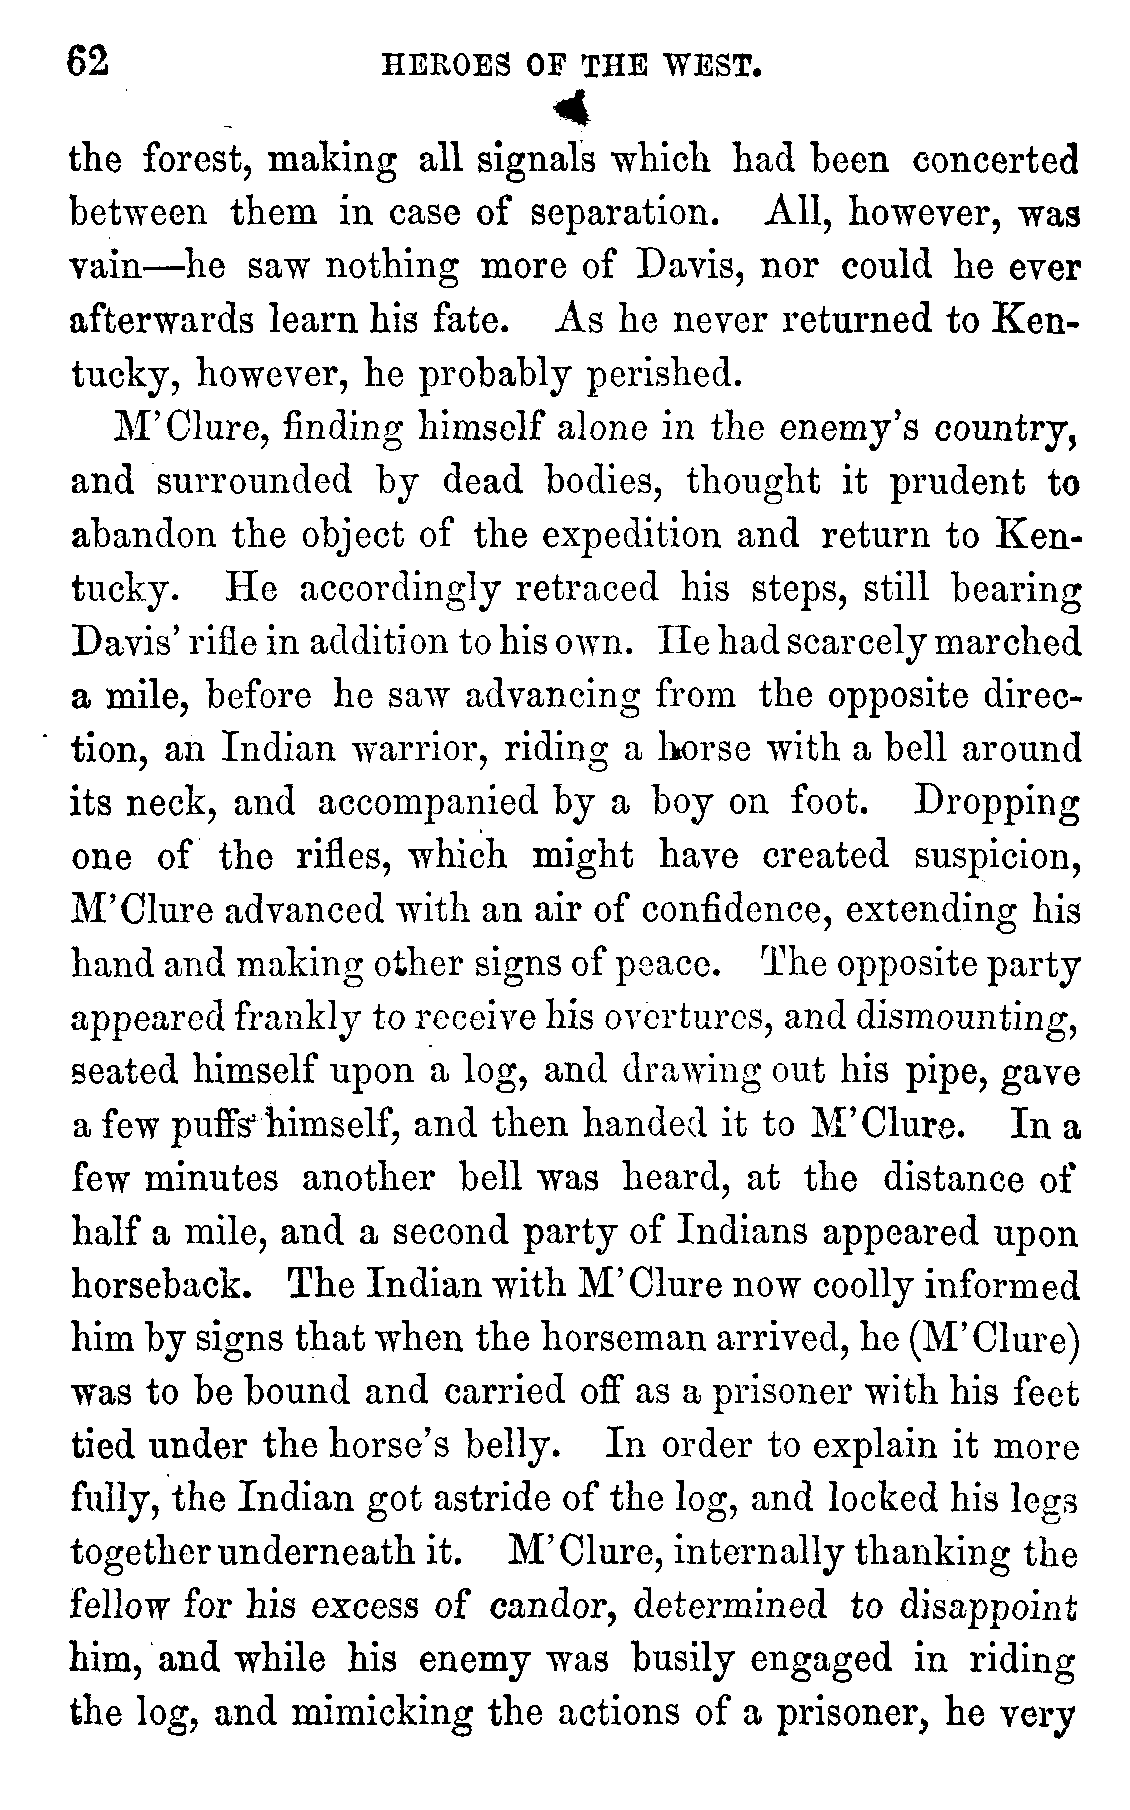 62 HEROES OF THE WEST.
the forest, making all signals which had been concerted
between them in case of separation. All, however, was
vain—he saw nothing more of Davis, nor could he ever
afterwards learn his fate. As he never returned to Ken-
tucky, however, he probably perished.
M'Clure, finding himself alone in the enemy's country,
and surrounded by dead bodies, thought it prudent to
abandon the object of the expedition and return to Ken-
tucky. He accordingly retraced his steps, still bearing
Davis' rifle in addition to his own. He had scarcely marched
a mile, before he saw advancing from the opposite direc-
tion, an Indian warrior, riding a horse with a bell around
its neck, and accompanied by a boy on foot. Dropping
one of the rifles, which might have created suspicion,
M'Clure advanced with an air of confidence, extending his
hand and making other signs of peace. The opposite party
appeared frankly to receive his overtures, and dismounting,
seated himself upon a log, and drawing out his pipe, gave
a few puffs himself, and then handed it to M'Clure. In a
few minutes another bell was heard, at the distance of
half a mile, and a second party of Indians appeared upon
horseback. The Indian with M'Clure now coolly informed
him by signs that when the horseman arrived, he (M'Clure)
was to be bound and carried off as a prisoner with his feet
tied under the horse's belly. In order to explain it more
fully, the Indian got astride of the log, and locked his legs
together underneath it. M'Clure, internally thanking the
fellow for his excess of candor, determined to disappoint
him, and while his enemy was busily engaged in riding
the log, and mimicking the actions of a prisoner, he very